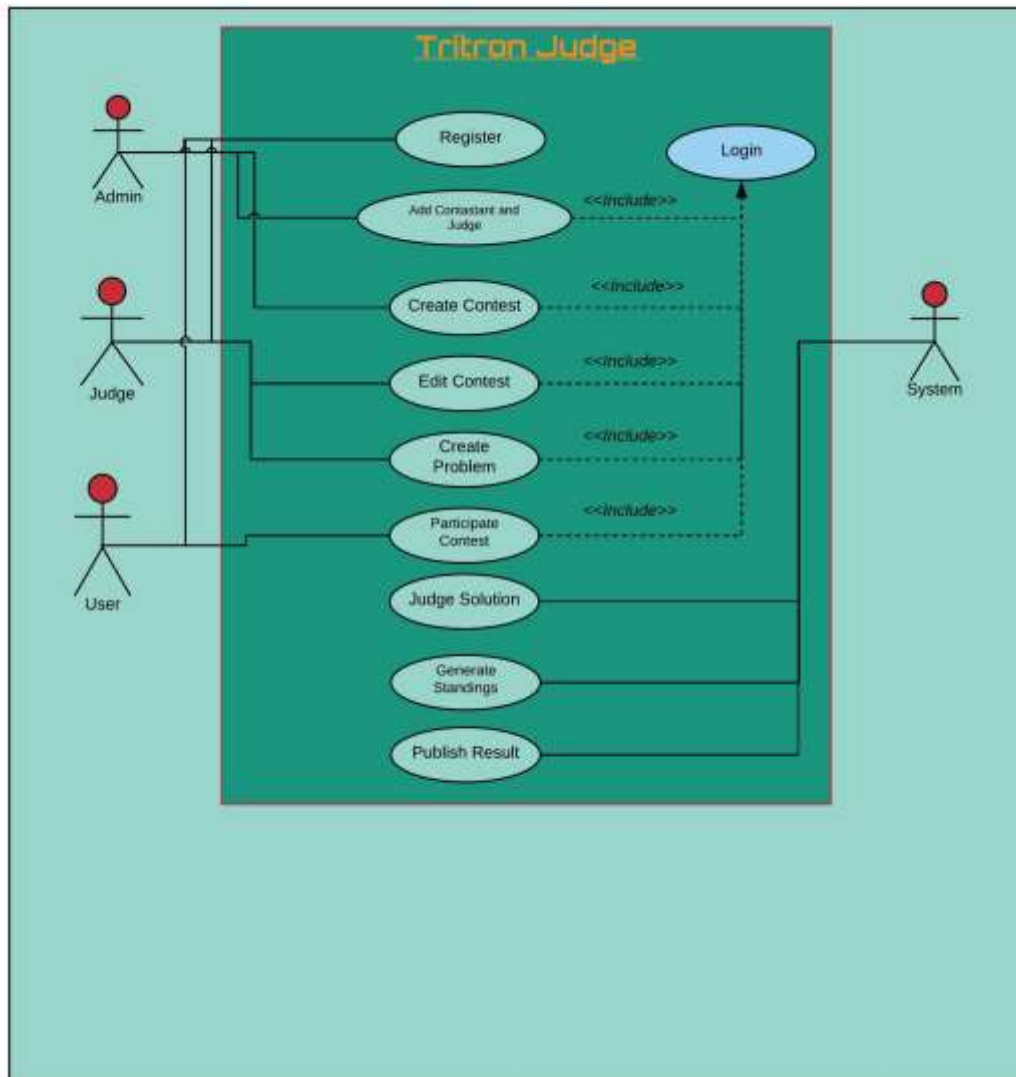 Tritron Judge
Register
Login
Admin
Add Contastant and
Judge
<<Include>>
Create Contest
<<Include>>
Judge
Edit Contest
<<Include>>
System
Create
Problem
<<Include>>
Participate
Contest
<<Include>>
User
Judge Solution
Generate
Standings
Publish Result